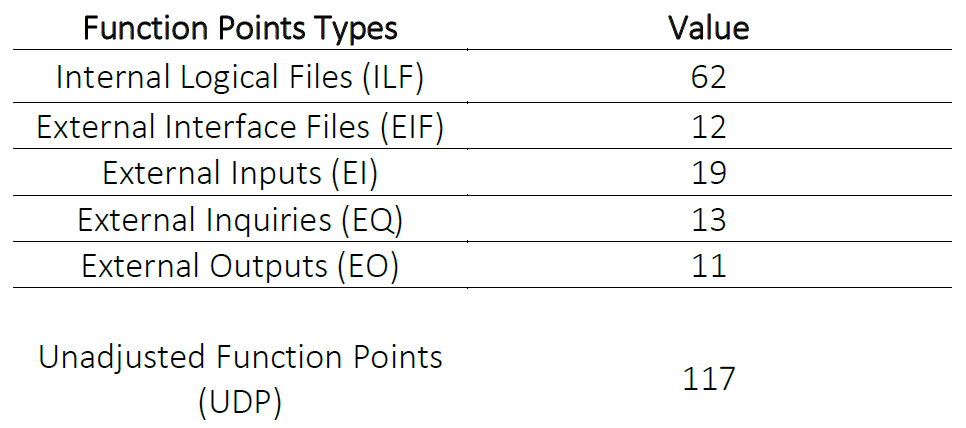 Function Points Types Value
Internal Logical Files (ILF) 62
External Interface Files (EIF) 12
External Inputs (EI) 19
External Inquiries (EQ) 13
External Outputs (EO) 11
Unadjusted Function Points
(UDP) 117